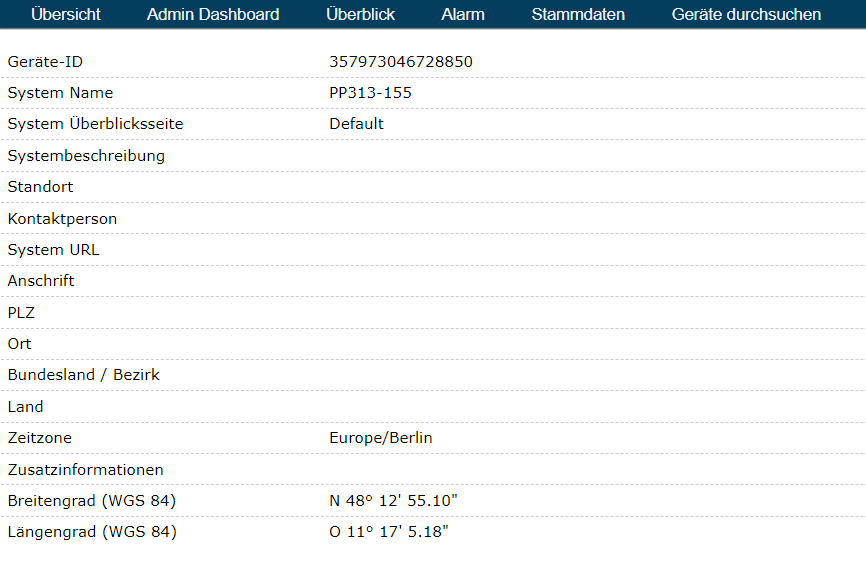 Übersicht Admin Dashboard Überblick Alarm Stammdaten Geräte durchsuchen
Geräte-ID 357973046728850
System Name PP313-155
System Überblicksseite Default
Systembeschreibung
Standort
Kontaktperson
System URL
Anschrift
PLZ
Ort
Bundesland / Bezirk
Land
Zeitzone Europe/Berlin
Zusatzinformationen
Breitengrad (WGS 84) N 48° 12' 55.10"
Längengrad (WGS 84) O 11° 17' 5.18"